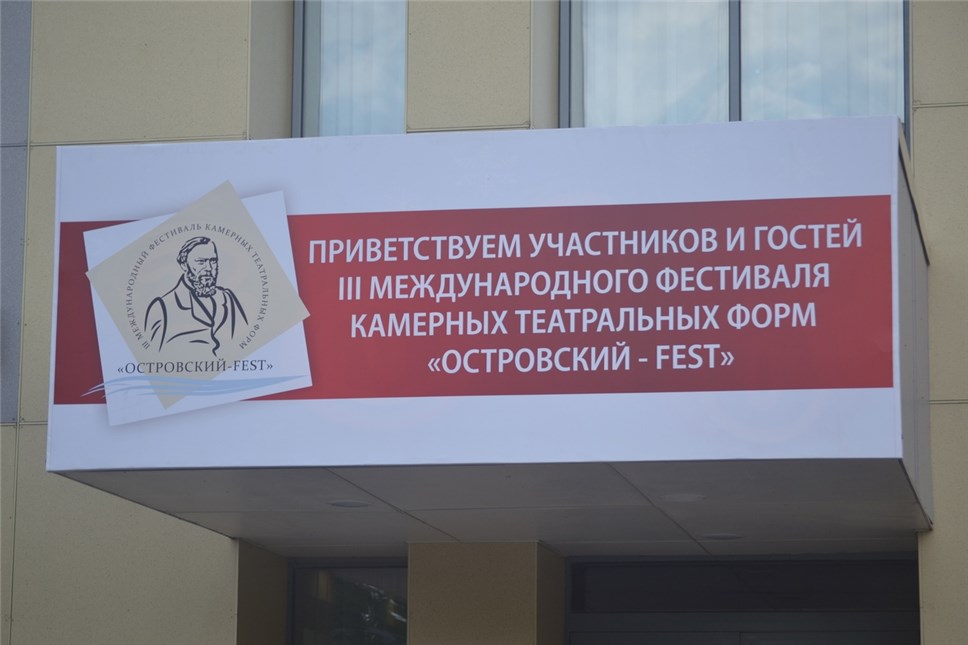 III МЕЖДУНАРОДНЫЙ ФЕСТИВАЛЬ КАМЕРНЫХ ТЕАТРАЛЬНЫХ ФОРМ
«ОСТРОВСКИЙ-FEST»
ПРИВЕТСТВУЕМ УЧАСТНИКОВ И ГОСТЕЙ
III МЕЖДУНАРОДНОГО ФЕСТИВАЛЯ
КАМЕРНЫХ ТЕАТРАЛЬНЫХ ФОРМ
«ОСТРОВСКИЙ - FEST»